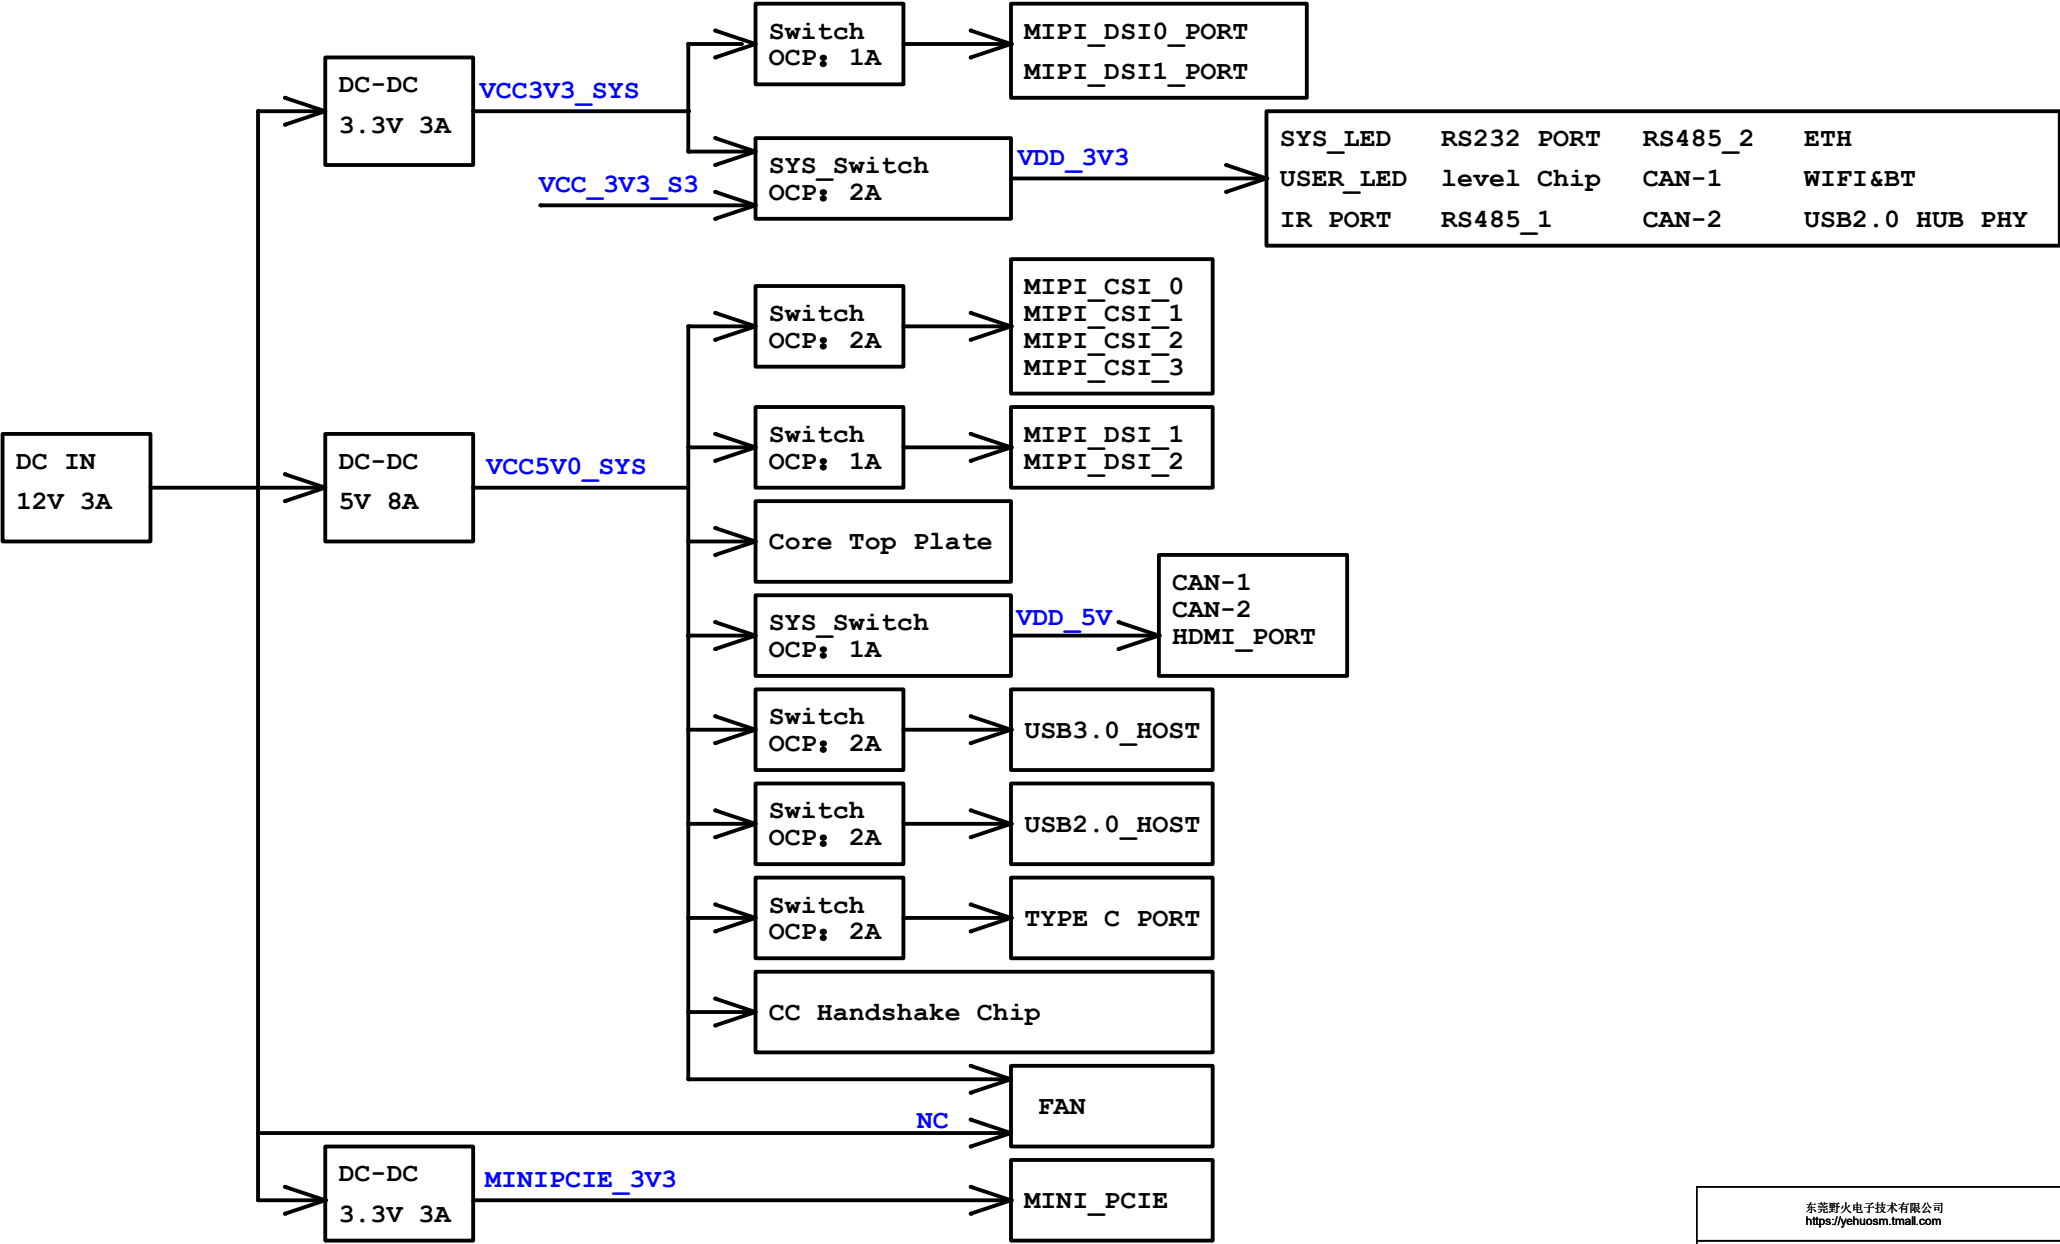 Switch
OCP: 1A
MIPI_DSI0_PORT
MIPI_DSI1_PORT
DC-DC
3.3V 3A
VCC3V3_SYS
SYS_Switch
OCP: 2A
VCC_3V3_S3
VDD_3V3
SYS_LED RS232 PORT RS485_2 ETH
USER_LED level Chip CAN-1 WIFI&BT
IR PORT RS485_1 CAN-2 USB2.0 HUB PHY
Switch
OCP: 2A
MIPI_CSI_0
MIPI_CSI_1
MIPI_CSI_2
MIPI_CSI_3
DC IN
12V 3A
DC-DC
5V 8A
VCC5V0_SYS
Switch
OCP: 1A
MIPI_DSI_1
MIPI_DSI_2
Core Top Plate
SYS_Switch
OCP: 1A
VDD_5V
CAN-1
CAN-2
HDMI_PORT
Switch
OCP: 2A
USB3.0_HOST
Switch
OCP: 2A
USB2.0_HOST
Switch
OCP: 2A
TYPE C PORT
CC Handshake Chip
FAN
NC
DC-DC
3.3V 3A
MINIPCIE_3V3
MINI_PCIE
东莞野火电子技术有限公司
https://yehuosm.tmall.com